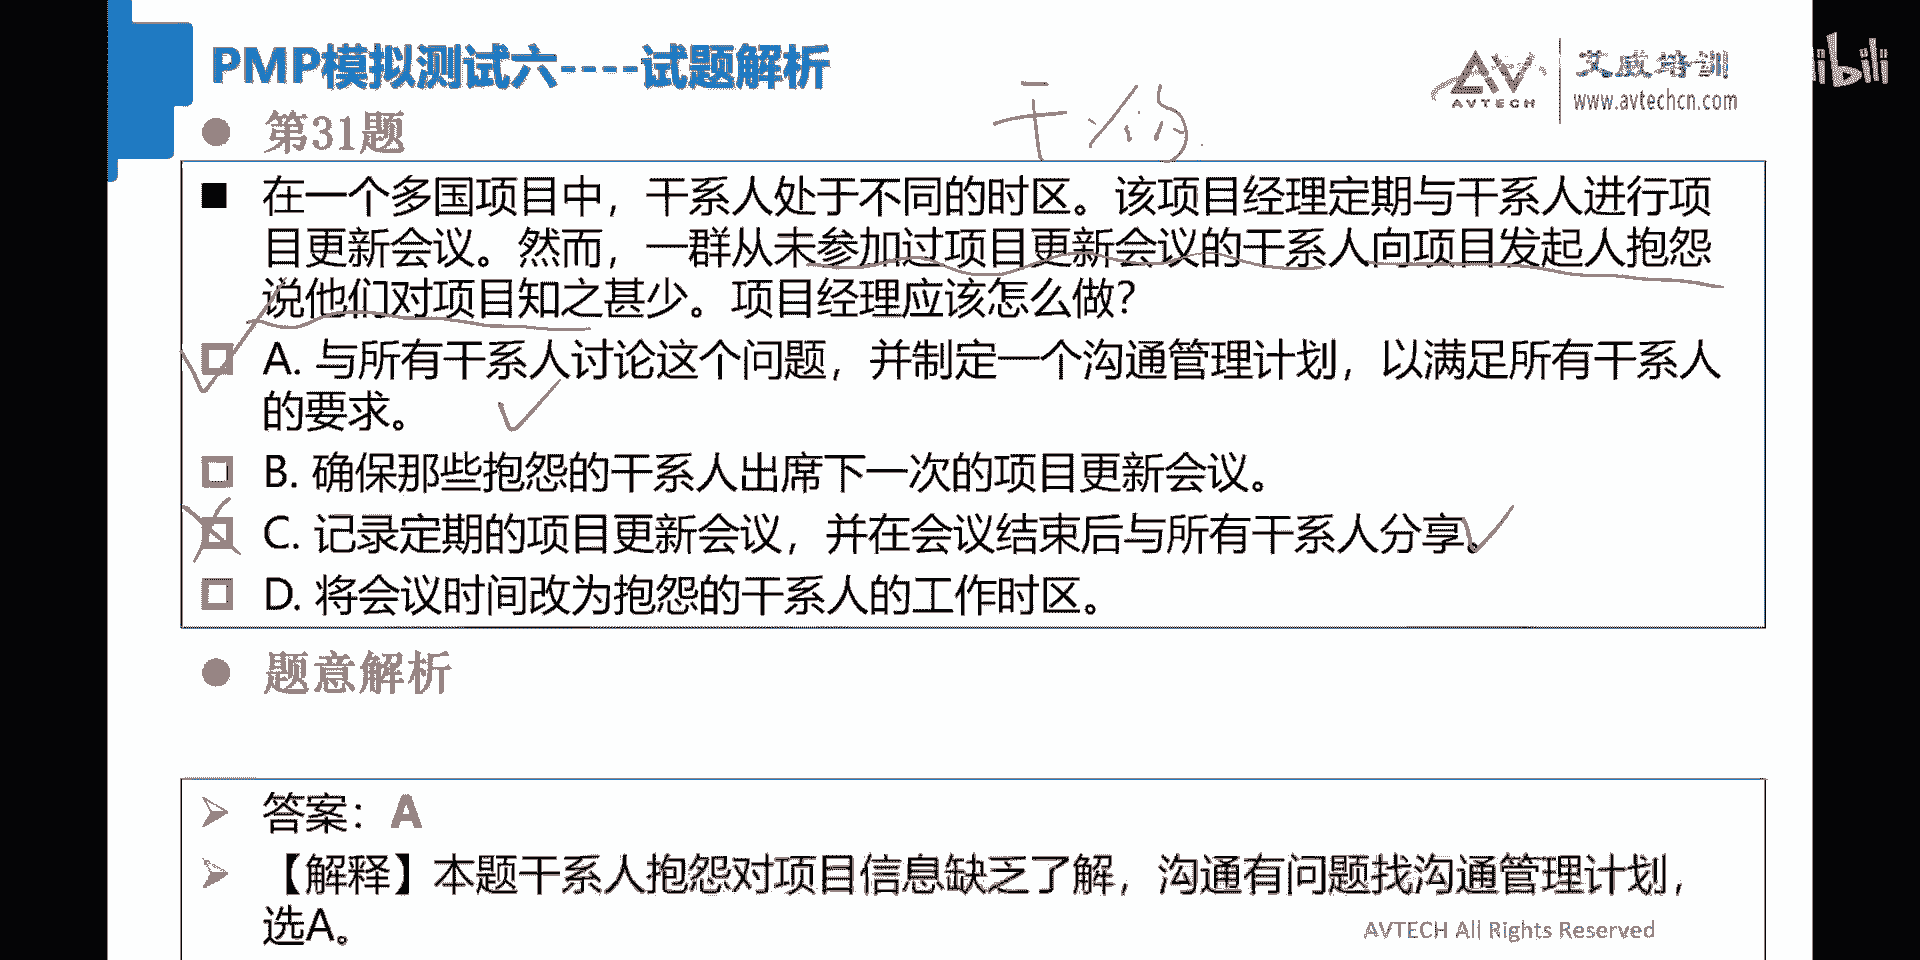 PMP模拟测试六----试题解析
AVTECH
艾威培训
www.avtechcn.com
bili
第31题
■ 在一个多国项目中，干系人处于不同的时区。该项目经理定期与干系人进行项
目更新会议。然而，一群从未参加过项目更新会议的干系人向项目发起人抱怨
说他们对项目知之甚少。项目经理应该怎么做？
A. 与所有干系人讨论这个问题，并制定一个沟通管理计划，以满足所有干系人
的要求。
B. 确保那些抱怨的干系人出席下一次的项目更新会议。
C. 记录定期的项目更新会议，并在会议结束后与所有干系人分享。
D. 将会议时间改为抱怨的干系人的工作时区。
题意解析
答案：A
【解释】本题干系人抱怨对项目信息缺乏了解，沟通有问题找沟通管理计划，
选A。
AVTECH All Rights Reserved